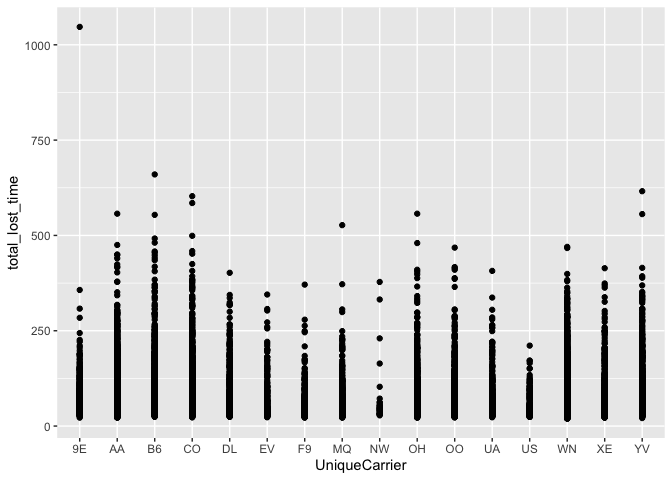 1000
750
500
250
0
total_lost_time
9E AA B6 CO DL EV F9 MQ NW OH OO UA US WN XE YV
UniqueCarrier